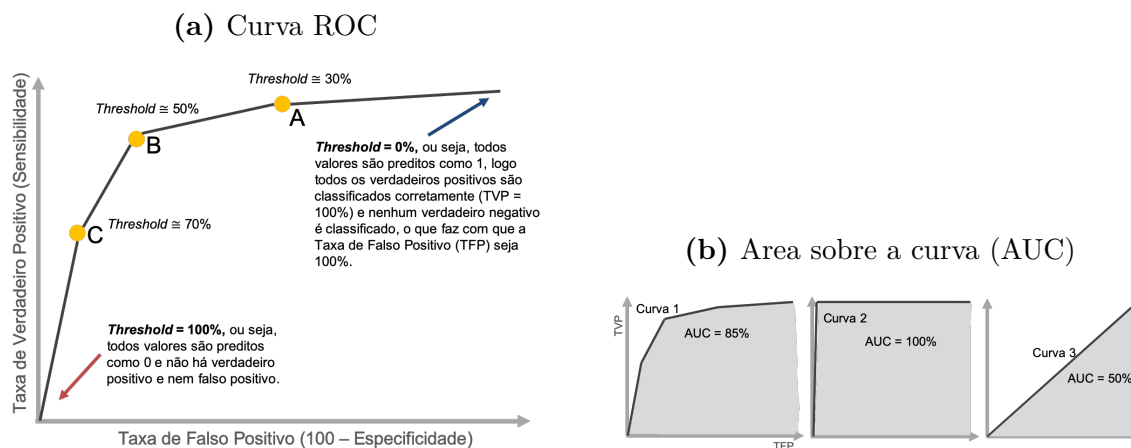 (a) Curva ROC
Taxa de Verdadeiro Positivo (Sensibilidade)
Threshold ≅ 30%
Threshold ≅ 50%
A
B
Threshold = 0%, ou seja, todos
valores são preditos como 1, logo
todos os verdadeiros positivos são
classificados corretamente (TVP =
100%) e nenhum verdadeiro negativo
é classificado, o que faz com que a
Taxa de Falso Positivo (TFP) seja
100%.
C
Threshold ≅ 70%
Threshold = 100%, ou seja,
todos valores são preditos
como 0 e não há verdadeiro
positivo e nem falso positivo.
Taxa de Falso Positivo (100 – Especificidade)
(b) Area sobre a curva (AUC)
TVP
Curva 1
AUC = 85%
TFP
Curva 2
AUC = 100%
Curva 3
AUC = 50%